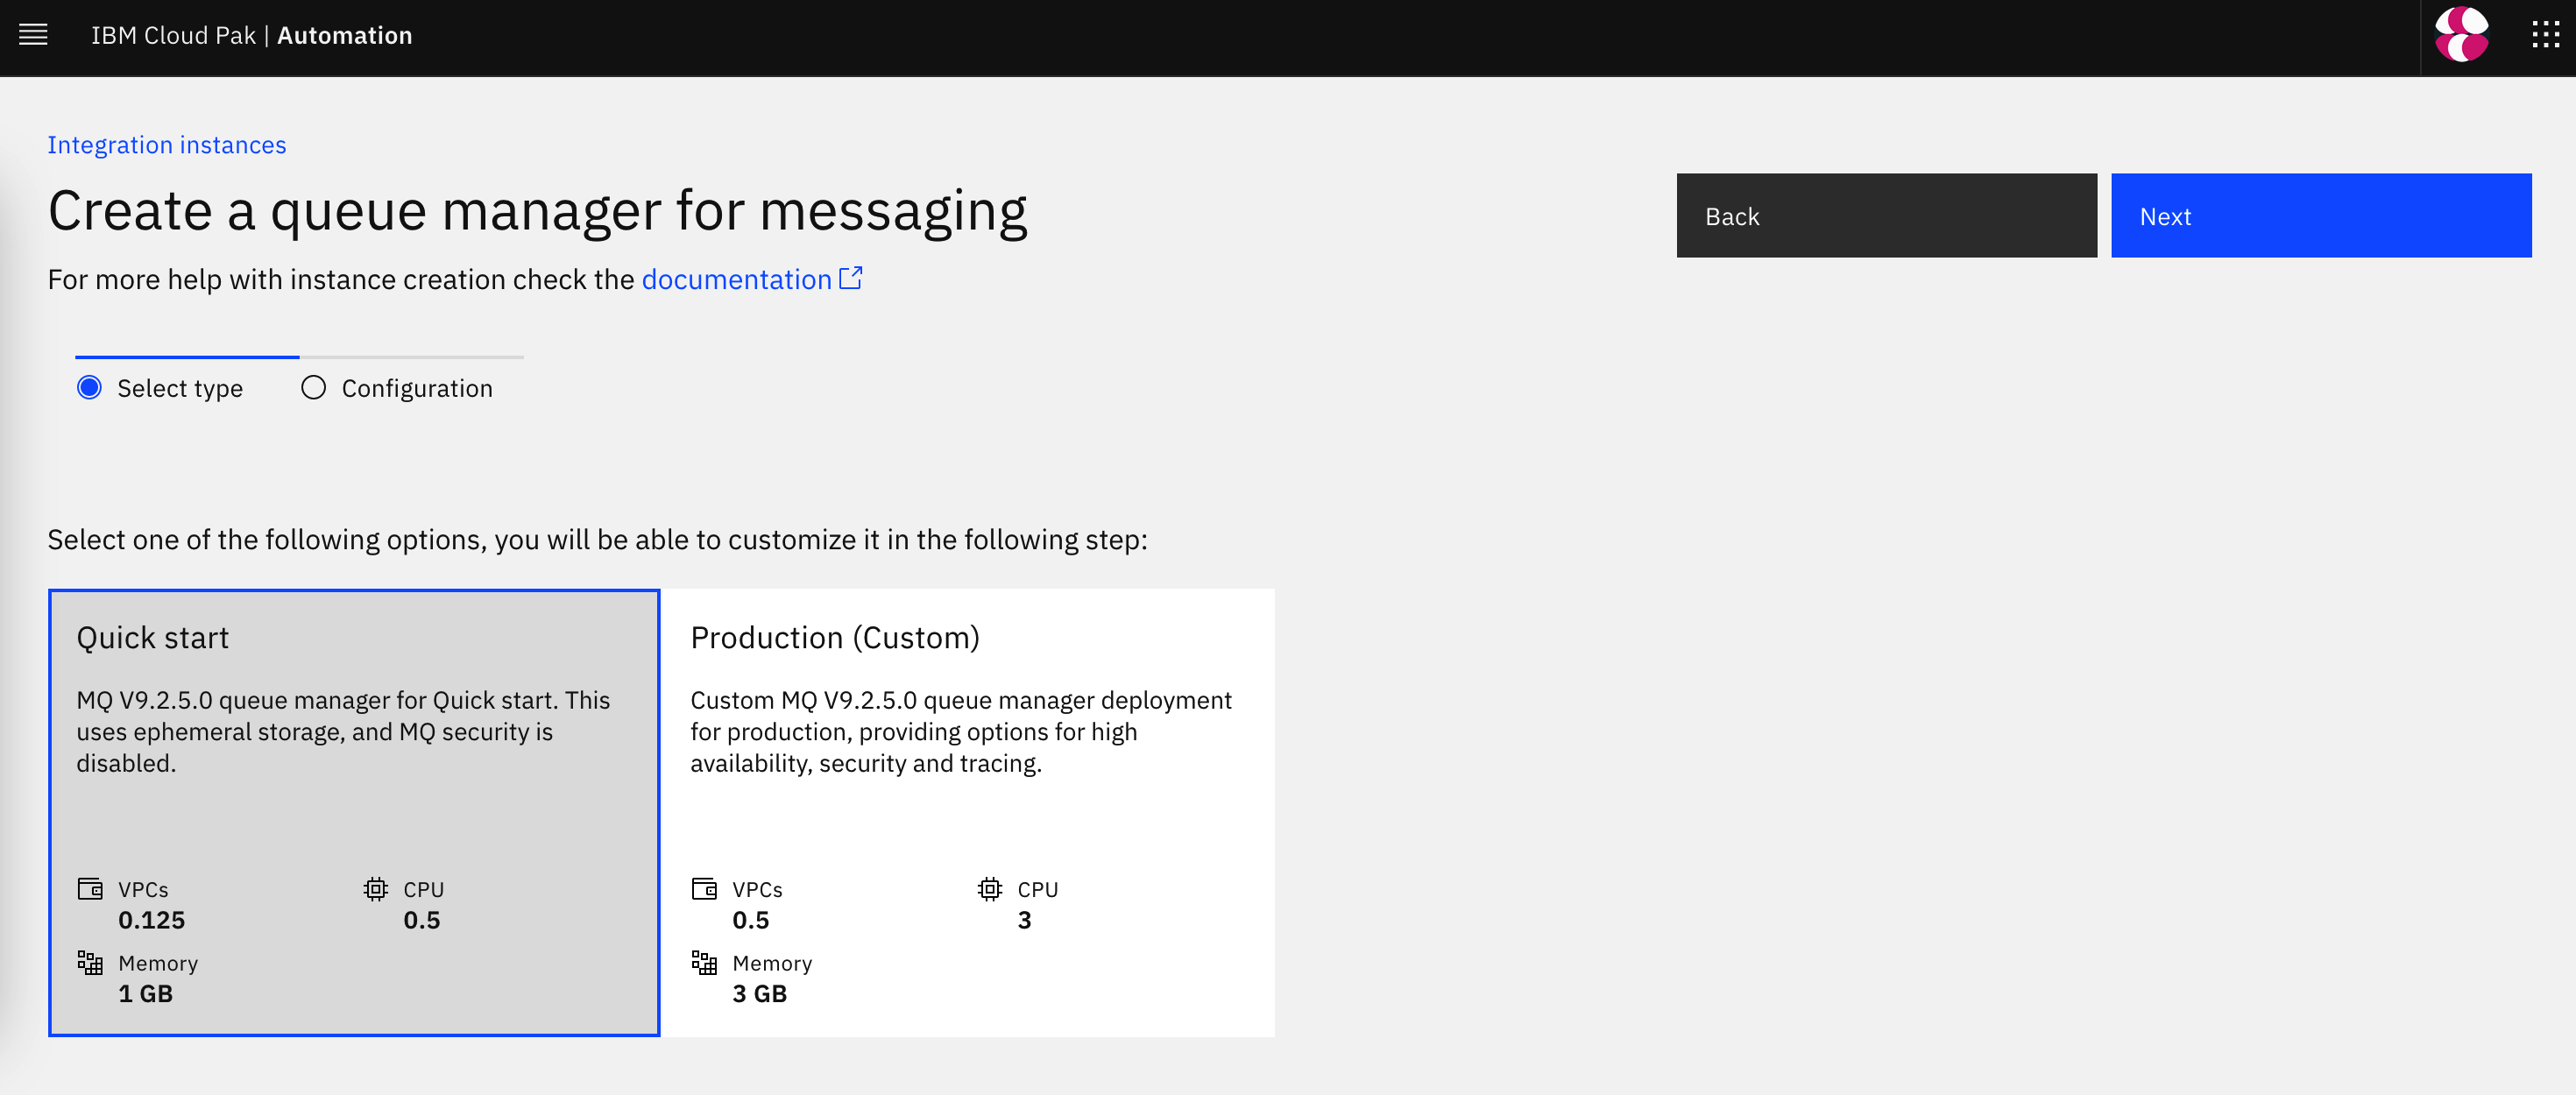 IBM Cloud Pak | Automation
Integration instances
Create a queue manager for messaging
Back
Next
For more help with instance creation check the documentation
Select type
Configuration
Select one of the following options, you will be able to customize it in the following step:
Quick start
MQ V9.2.5.0 queue manager for Quick start. This
uses ephemeral storage, and MQ security is
disabled.
VPCs
0.125
CPU
0.5
Memory
1 GB
Production (Custom)
Custom MQ V9.2.5.0 queue manager deployment
for production, providing options for high
availability, security and tracing.
VPCs
0.5
CPU
3
Memory
3 GB